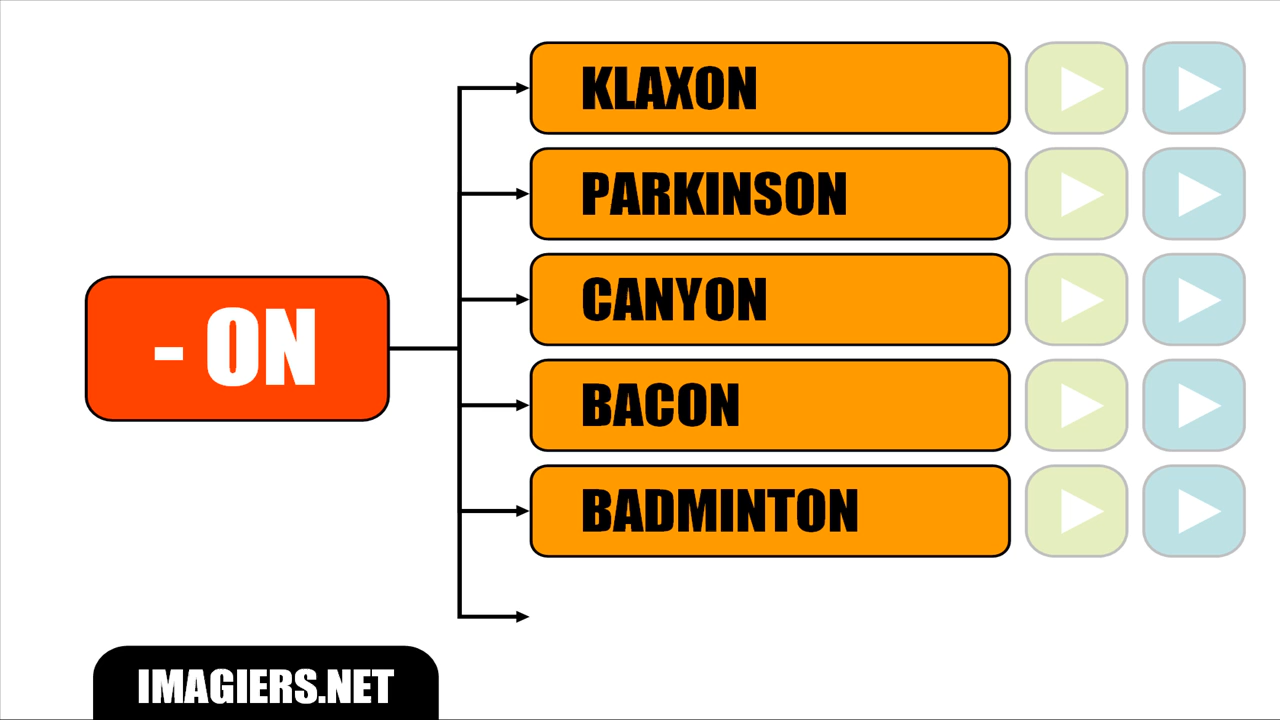 KLAXON
PARKINSON
CANYON
- ON
BACON
BADMINTON
IMAGIERS.NET